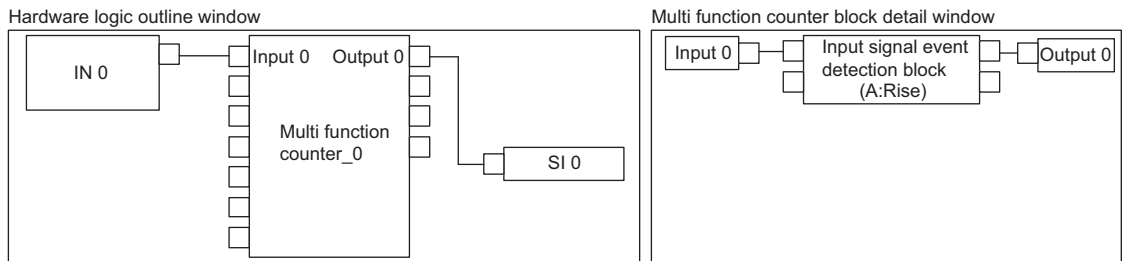 Hardware logic outline window
IN 0
Input 0
Output 0
Multi function
counter_0
SI 0
Multi function counter block detail window
Input 0
Input signal event
detection block
(A:Rise)
Output 0